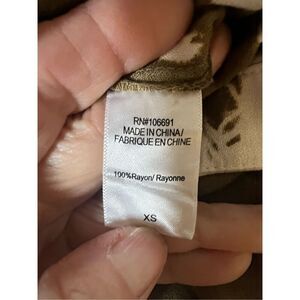 RN#106691
MADE IN CHINA/
FABRIQUE EN CHINE
100%Rayon/ Rayonne
XS